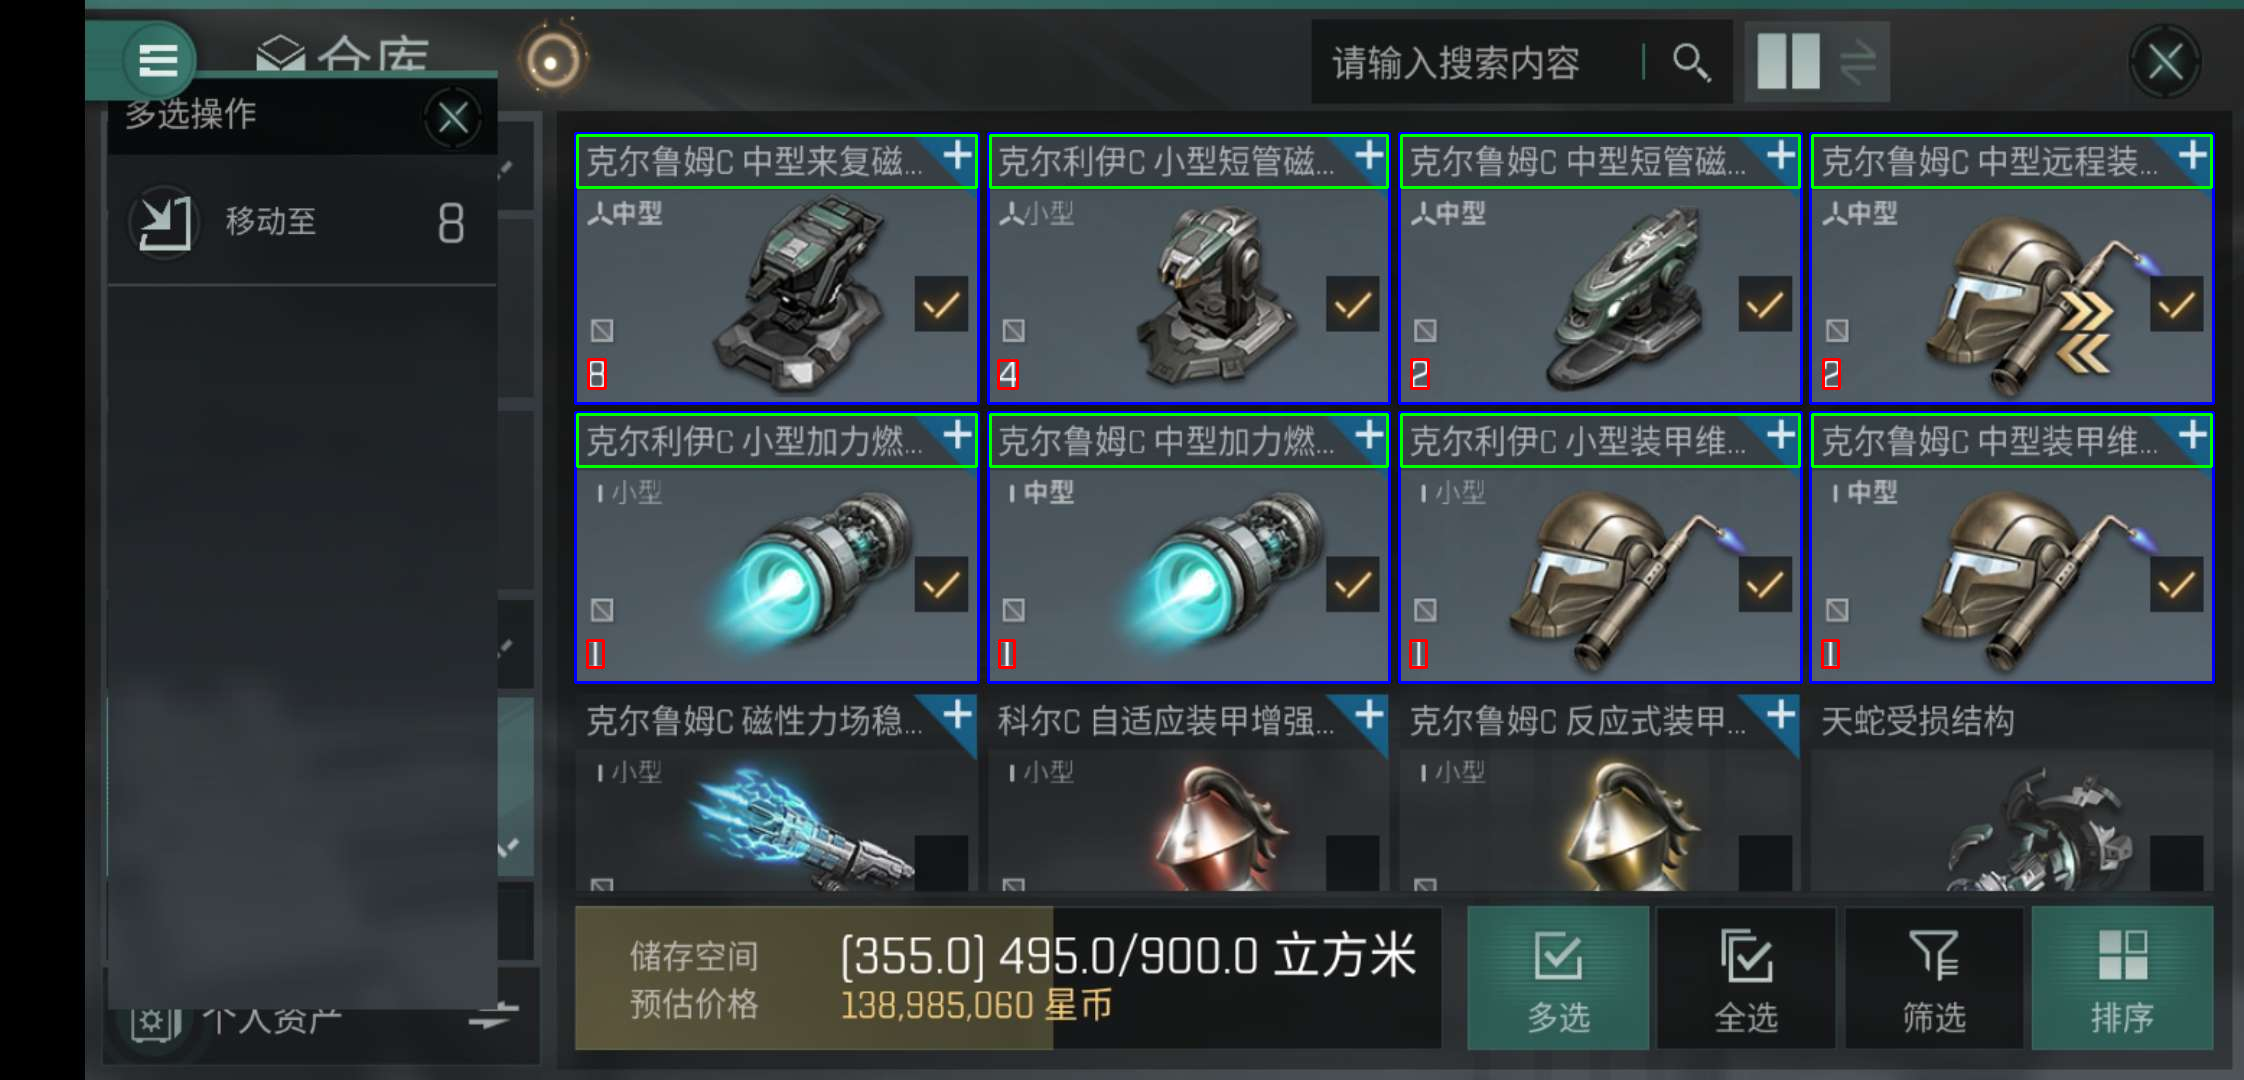 仓库
请输入搜索内容
多选操作
移动至 8
克尔鲁姆C 中型来复磁...
中型
8
克尔利伊C 小型短管磁...
小型
4
克尔鲁姆C 中型短管磁...
中型
2
克尔鲁姆C 中型远程装...
中型
2
克尔利伊C 小型加力燃...
小型
1
克尔鲁姆C 中型加力燃...
中型
1
克尔利伊C 小型装甲维...
小型
1
克尔鲁姆C 中型装甲维...
中型
1
克尔鲁姆C 磁性力场稳...
小型
科尔C 自适应装甲增强...
小型
克尔鲁姆C 反应式装甲...
小型
天蛇受损结构
个人资产
储存空间 (355.0) 495.0/900.0 立方米
预估价格 138,985,060 星币
多选
全选
筛选
排序